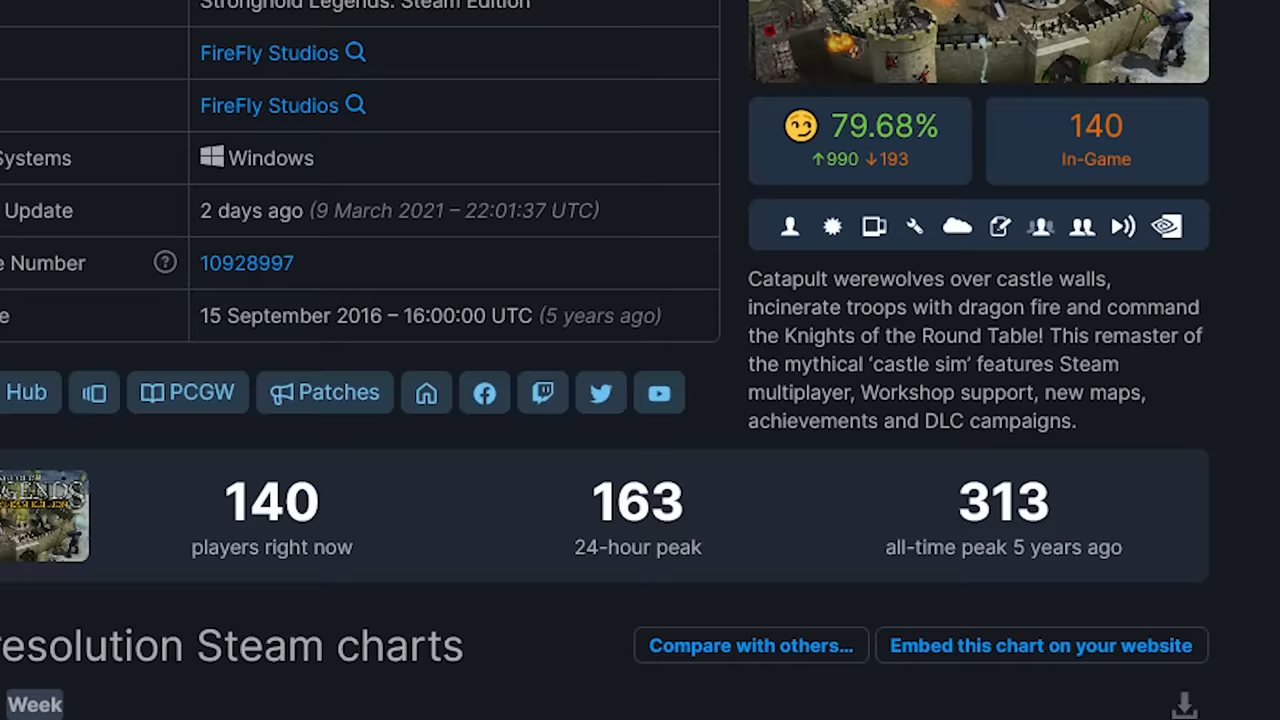 Stronghold Legends: Steam Edition
FireFly Studios
FireFly Studios
Systems
Windows
Update
2 days ago (9 March 2021 – 22:01:37 UTC)
Number
10928997
15 September 2016 – 16:00:00 UTC (5 years ago)
Hub
PCGW
Patches
79.68%
↑990 ↓193
140
In-Game
Catapult werewolves over castle walls,
incinerate troops with dragon fire and command
the Knights of the Round Table! This remaster of
the mythical ‘castle sim’ features Steam
multiplayer, Workshop support, new maps,
achievements and DLC campaigns.
140
players right now
163
24-hour peak
313
all-time peak 5 years ago
resolution Steam charts
Compare with others...
Embed this chart on your website
Week